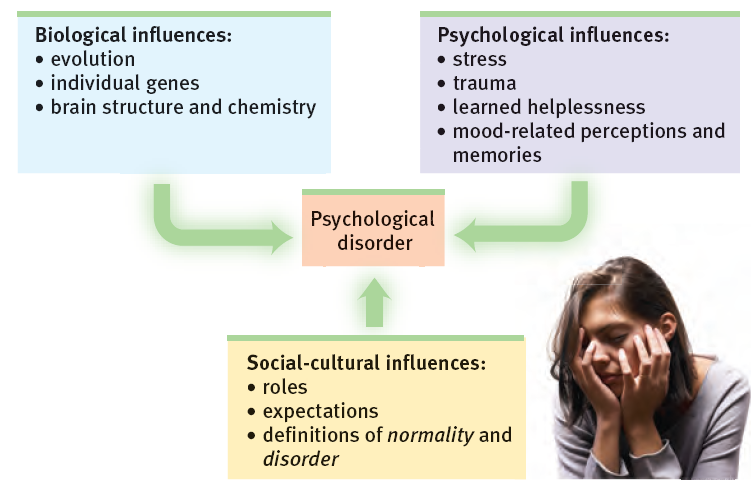 Biological influences:
• evolution
• individual genes
• brain structure and chemistry
Psychological influences:
• stress
• trauma
• learned helplessness
• mood-related perceptions and
memories
Psychological
disorder
Social-cultural influences:
• roles
• expectations
• definitions of normality and
disorder